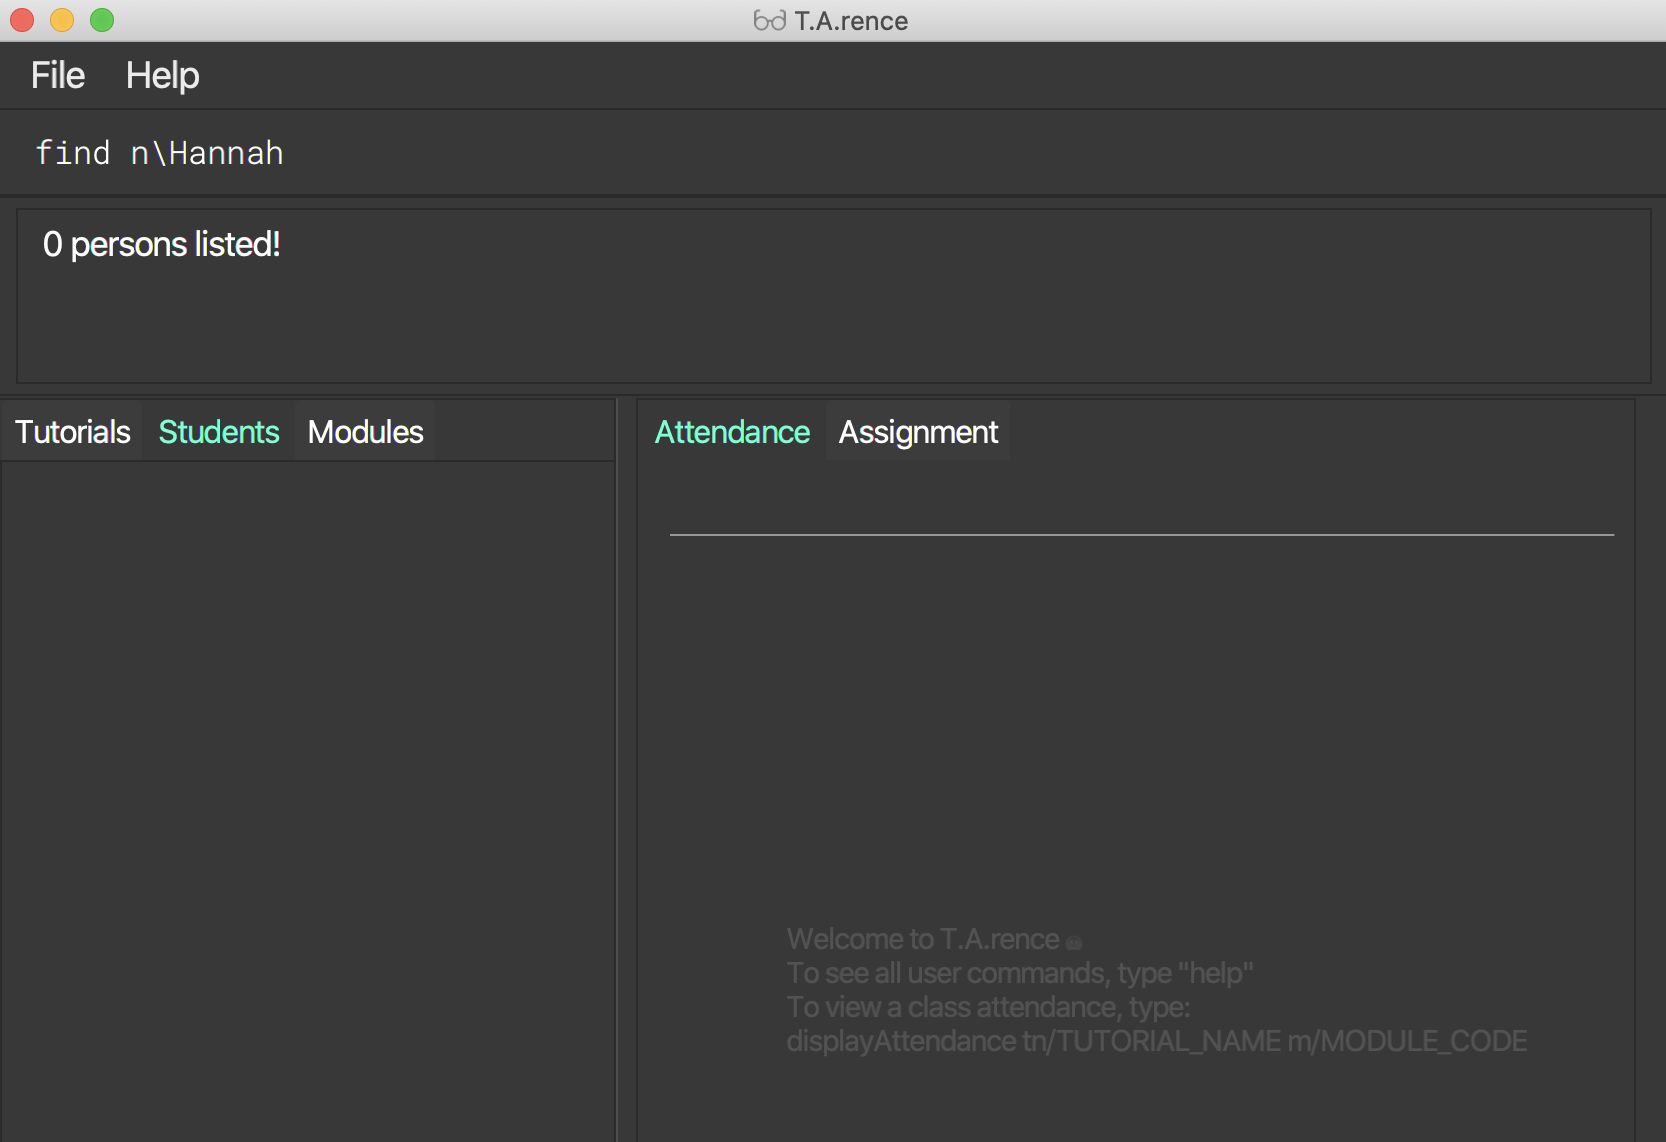 T.A.rence
File Help
find n\Hannah
0 persons listed!
Tutorials Students Modules
Attendance Assignment
Welcome to T.A.rence
To see all user commands, type "help"
To view a class attendance, type:
displayAttendance tn/TUTORIAL_NAME m/MODULE_CODE